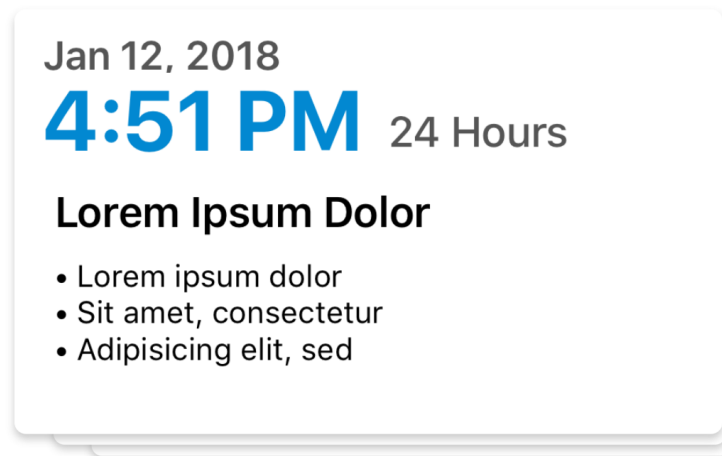 Jan 12, 2018
4:51 PM 24 Hours
Lorem Ipsum Dolor
• Lorem ipsum dolor
• Sit amet, consectetur
• Adipisicing elit, sed